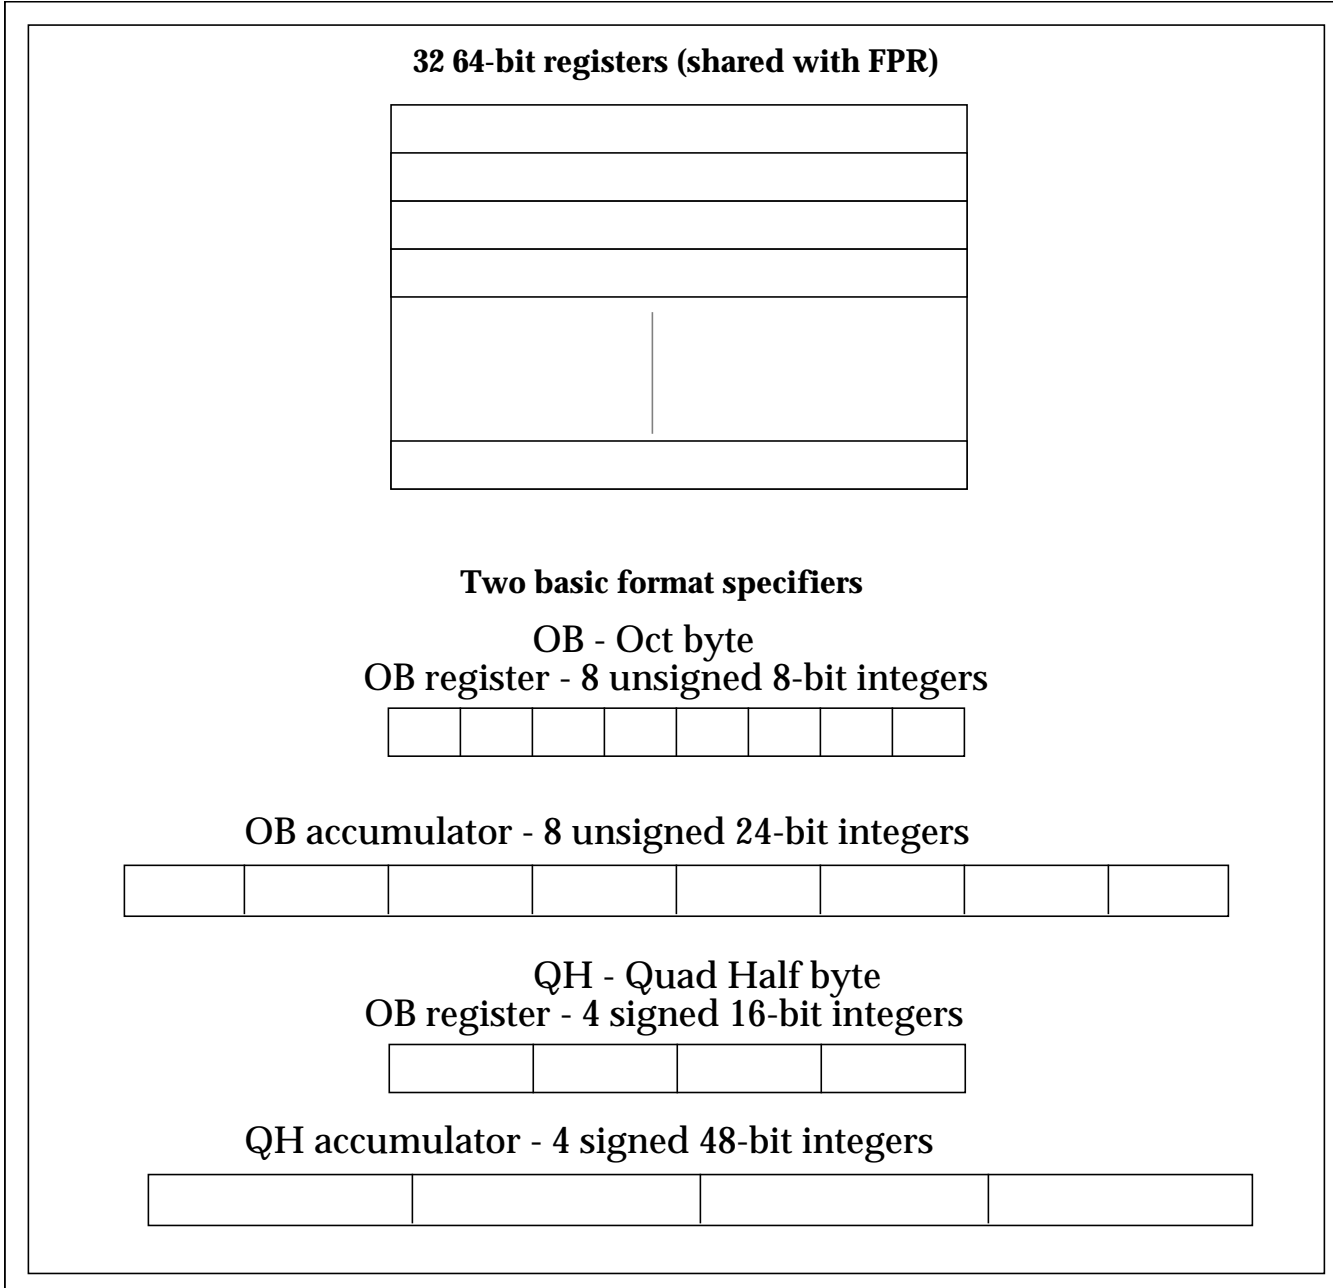 32 64-bit registers (shared with FPR)
Two basic format specifiers
OB - Oct byte
OB register - 8 unsigned 8-bit integers
OB accumulator - 8 unsigned 24-bit integers
QH - Quad Half byte
OB register - 4 signed 16-bit integers
QH accumulator - 4 signed 48-bit integers